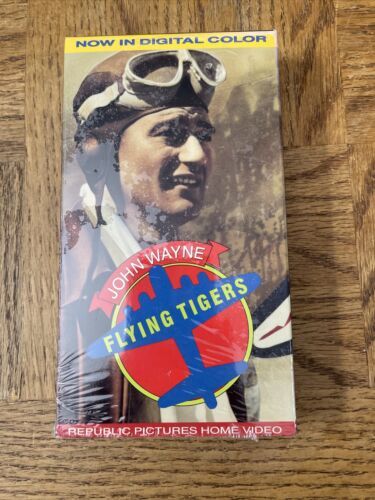 NOW IN DIGITAL COLOR
JOHN WAYNE
FLYING TIGERS
REPUBLIC PICTURES HOME VIDEO